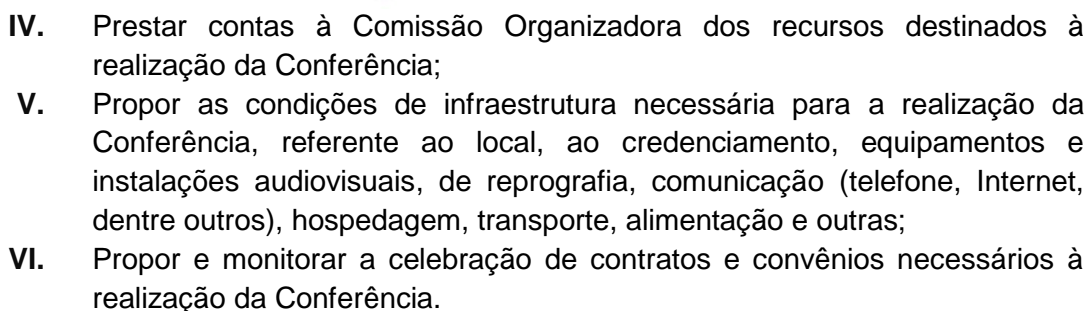 IV. Prestar contas à Comissão Organizadora dos recursos destinados à
realização da Conferência;
V. Propor as condições de infraestrutura necessária para a realização da
Conferência, referente ao local, ao credenciamento, equipamentos e
instalações audiovisuais, de reprografia, comunicação (telefone, Internet,
dentre outros), hospedagem, transporte, alimentação e outras;
VI. Propor e monitorar a celebração de contratos e convênios necessários à
realização da Conferência.